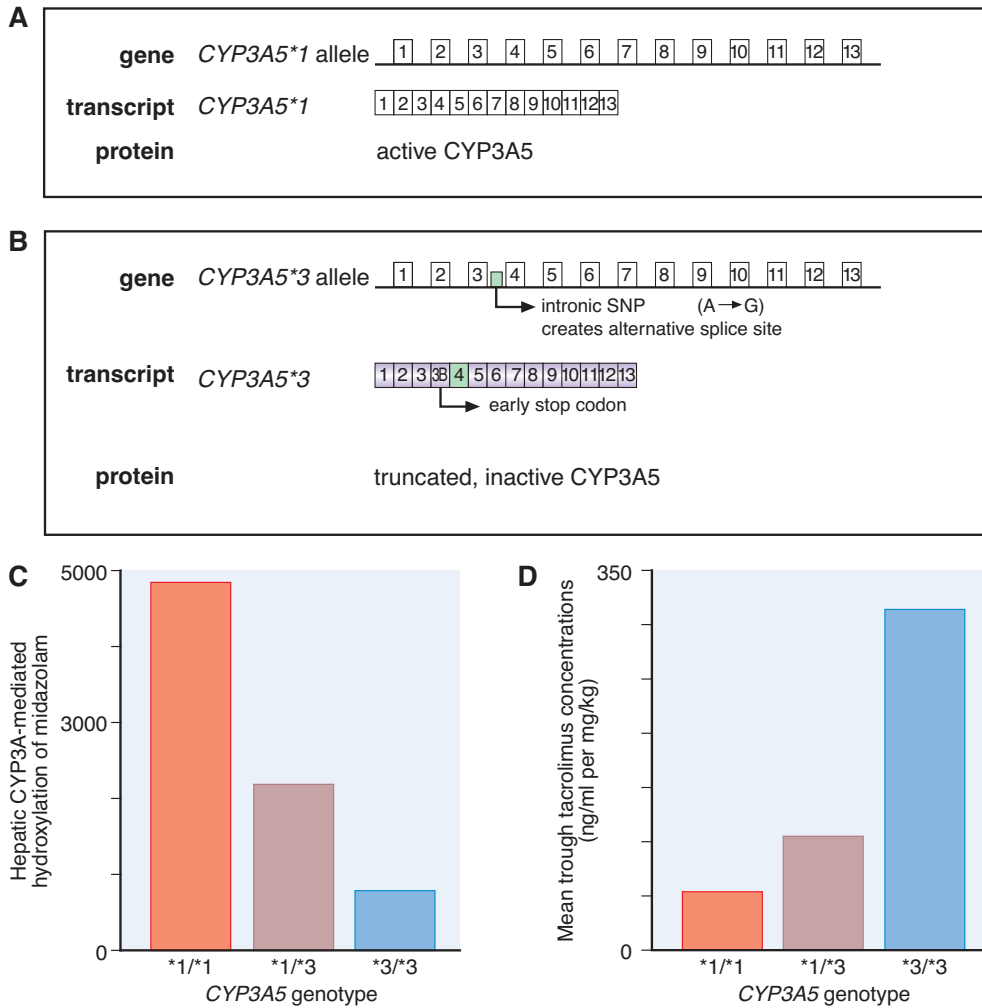 A
gene CYP3A5*1 allele 1 2 3 4 5 6 7 8 9 10 11 12 13
transcript CYP3A5*1 1 2 3 4 5 6 7 8 9 10 11 12 13
protein active CYP3A5
B
gene CYP3A5*3 allele 1 2 3 4 5 6 7 8 9 10 11 12 13
intronic SNP (A → G)
creates alternative splice site
transcript CYP3A5*3 1 2 3 3B 4 5 6 7 8 9 10 11 12 13
early stop codon
protein truncated, inactive CYP3A5
C
Hepatic CYP3A-mediated
hydroxylation of midazolam
5000
3000
0
*1/*1 *1/*3 *3/*3
CYP3A5 genotype
D
Mean trough tacrolimus concentrations
(ng/ml per mg/kg)
350
0
*1/*1 *1/*3 *3/*3
CYP3A5 genotype